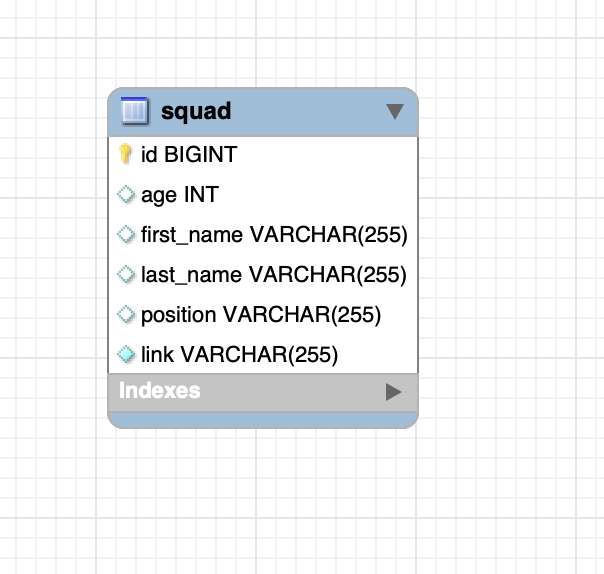 squad
id BIGINT
age INT
first_name VARCHAR(255)
last_name VARCHAR(255)
position VARCHAR(255)
link VARCHAR(255)
Indexes